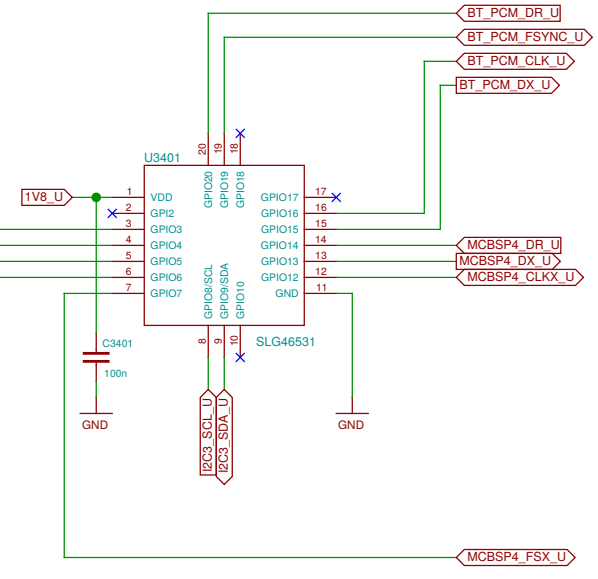 BT_PCM_DR_U
BT_PCM_FSYNC_U
BT_PCM_CLK_U
BT_PCM_DX_U
U3401
20
19
18
GPIO20
GPIO19
GPIO18
1V8_U
1 VDD
2 GPI2
3 GPIO3
4 GPIO4
5 GPIO5
6 GPIO6
7 GPIO7
GPIO17 17
GPIO16 16
GPIO15 15
GPIO14 14
GPIO13 13
GPIO12 12
GND 11
MCBSP4_DR_U
MCBSP4_DX_U
MCBSP4_CLKX_U
GPIO8/SCL
GPIO9/SDA
GPIO10
8
9
10
SLG46531
C3401
100n
GND
I2C3_SCL_U
I2C3_SDA_U
GND
MCBSP4_FSX_U